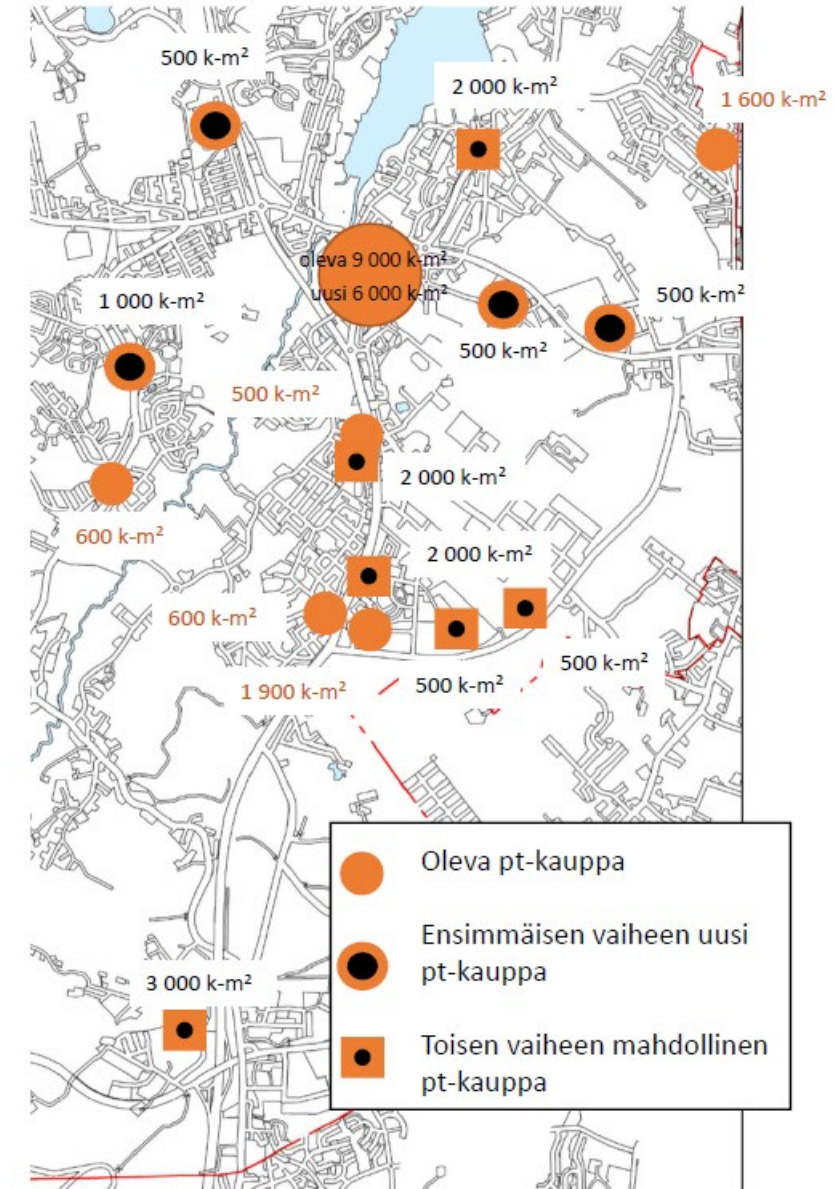 500 k-m²
2 000 k-m²
1 600 k-m²
oleva 9 000 k-m²
uusi 6 000 k-m²
1 000 k-m²
500 k-m²
500 k-m²
500 k-m²
2 000 k-m²
600 k-m²
2 000 k-m²
600 k-m²
500 k-m²
500 k-m²
1 900 k-m²
Oleva pt-kauppa
Ensimmäisen vaiheen uusi
pt-kauppa
3 000 k-m²
Toisen vaiheen mahdollinen
pt-kauppa